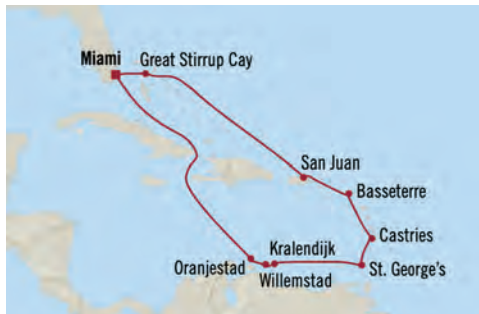 Miami
Great Stirrup Cay
San Juan
Basseterre
Castries
Kralendijk
Oranjestad
St. George's
Willemstad